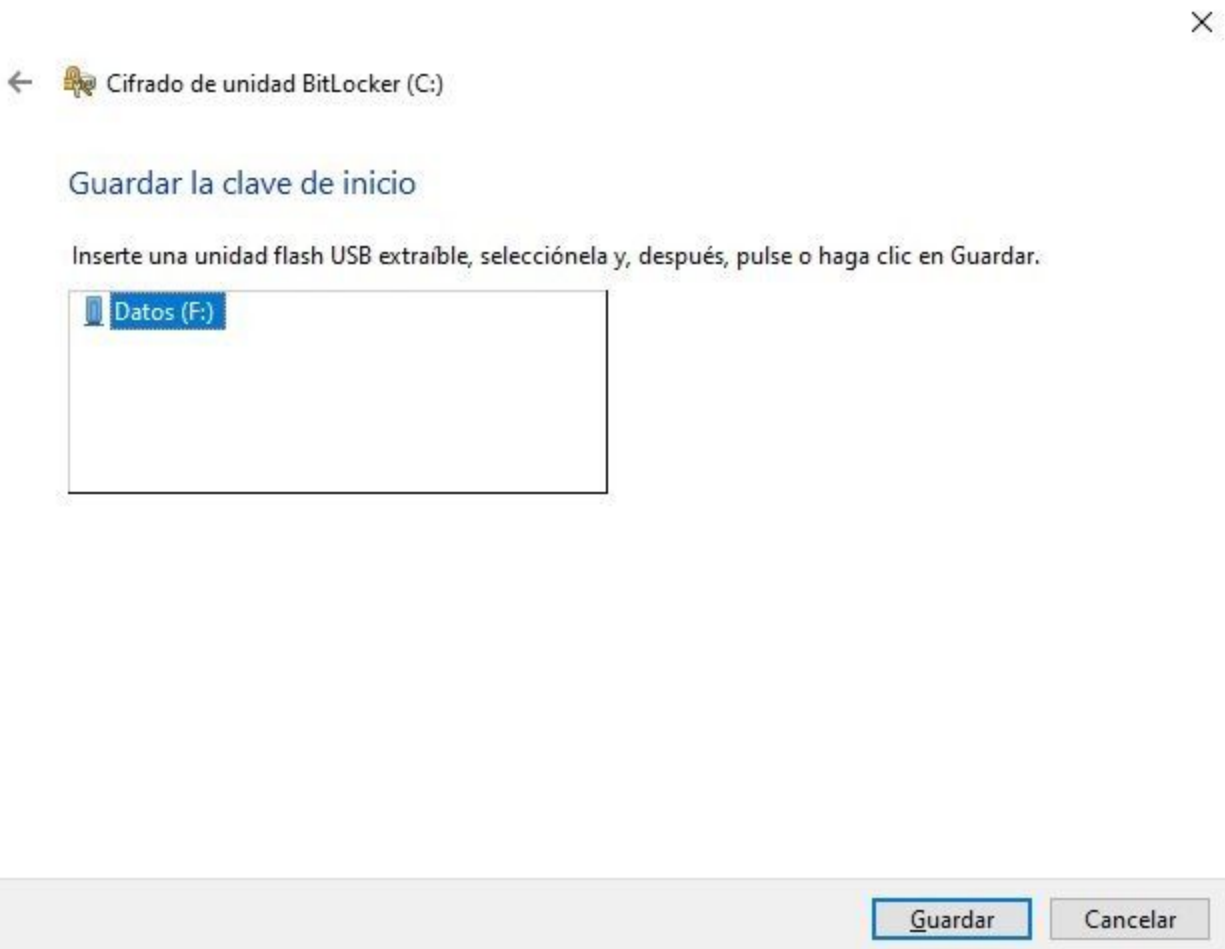 Cifrado de unidad BitLocker (C:)
Guardar la clave de inicio
Inserte una unidad flash USB extraíble, selecciónela y, después, pulse o haga clic en Guardar.
Datos (F:)
Guardar
Cancelar